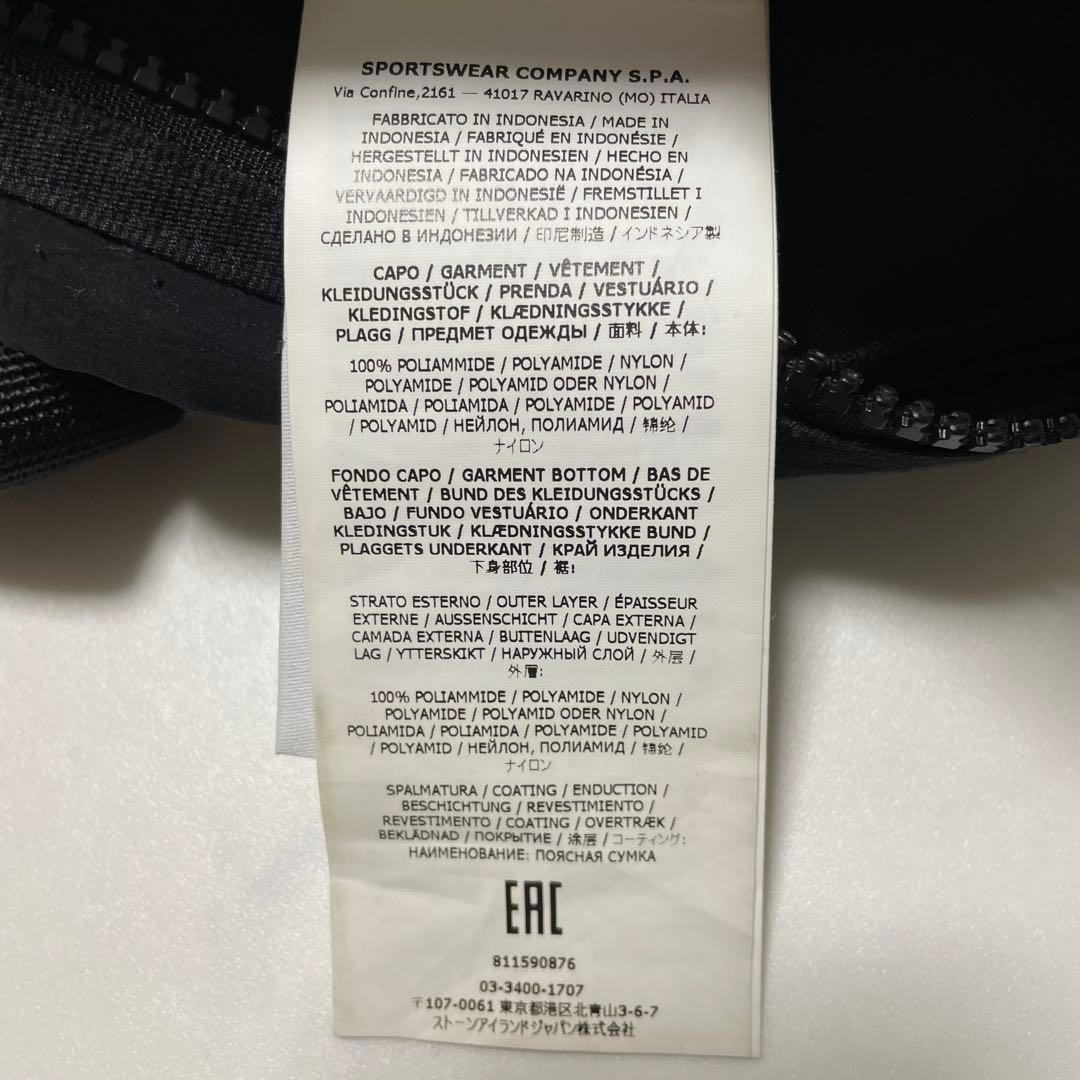 SPORTSWEAR COMPANY S.P.A.
Via Confine,2161 — 41017 RAVARINO (MO) ITALIA
FABBRICATO IN INDONESIA / MADE IN
INDONESIA / FABRIQUÉ EN INDONÉSIE /
HERGESTELLT IN INDONESIEN / HECHO EN
INDONESIA / FABRICADO NA INDONÉSIA /
VERVAARDIGD IN INDONESIË / FREMSTILLET I
INDONESIEN / TILLVERKAD I INDONESIEN /
СДЕЛАНО В ИНДОНЕЗИИ / 印尼制造 / インドネシア製
CAPO / GARMENT / VÊTEMENT /
KLEIDUNGSSTÜCK / PRENDA / VESTUÁRIO /
KLEDINGSTOF / KLÆDNINGSSTYKKE /
PLAGG / ПРЕДМЕТ ОДЕЖДЫ / 面料 / 本体:
100% POLIAMMIDE / POLYAMIDE / NYLON /
POLYAMIDE / POLYAMID ODER NYLON /
POLIAMIDA / POLIAMIDA / POLYAMIDE / POLYAMID
/ POLYAMID / НЕЙЛОН, ПОЛИАМИД / 锦纶 /
ナイロン
FONDO CAPO / GARMENT BOTTOM / BAS DE
VÊTEMENT / BUND DES KLEIDUNGSSTÜCKS /
BAJO / FUNDO VESTUÁRIO / ONDERKANT
KLEDINGSTUK / KLÆDNINGSSTYKKE BUND /
PLAGGETS UNDERKANT / КРАЙ ИЗДЕЛИЯ /
下身部位 / 裾:
STRATO ESTERNO / OUTER LAYER / ÉPAISSEUR
EXTERNE / AUSSENSCHICHT / CAPA EXTERNA /
CAMADA EXTERNA / BUITENLAAG / UDVENDIGT
LAG / YTTERSKIKT / НАРУЖНЫЙ СЛОЙ / 外层 /
外層:
100% POLIAMMIDE / POLYAMIDE / NYLON /
POLYAMIDE / POLYAMID ODER NYLON /
POLIAMIDA / POLIAMIDA / POLYAMIDE / POLYAMID
/ POLYAMID / НЕЙЛОН, ПОЛИАМИД / 锦纶 /
ナイロン
SPALMATURA / COATING / ENDUCTION /
BESCHICHTUNG / REVESTIMIENTO /
REVESTIMENTO / COATING / OVERTRÆK /
BEKLÄDNAD / ПОКРЫТИЕ / 涂层 / コーティング:
НАИМЕНОВАНИЕ: ПОЯСНАЯ СУМКА
EAC
811590876
03-3400-1707
〒107-0061 東京都港区北青山3-6-7
ストーンアイランドジャパン株式会社